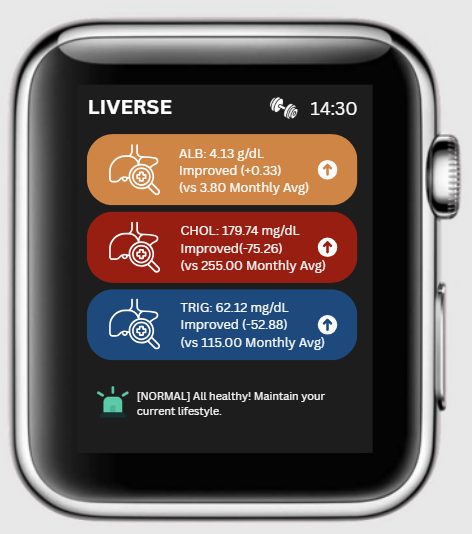 LIVERSE
14:30
ALB: 4.13 g/dL
Improved (+0.33)
(vs 3.80 Monthly Avg)
CHOL: 179.74 mg/dL
Improved(-75.26)
(vs 255.00 Monthly Avg)
TRIG: 62.12 mg/dL
Improved (-52.88)
(vs 115.00 Monthly Avg)
[NORMAL] All healthy! Maintain your
current lifestyle.